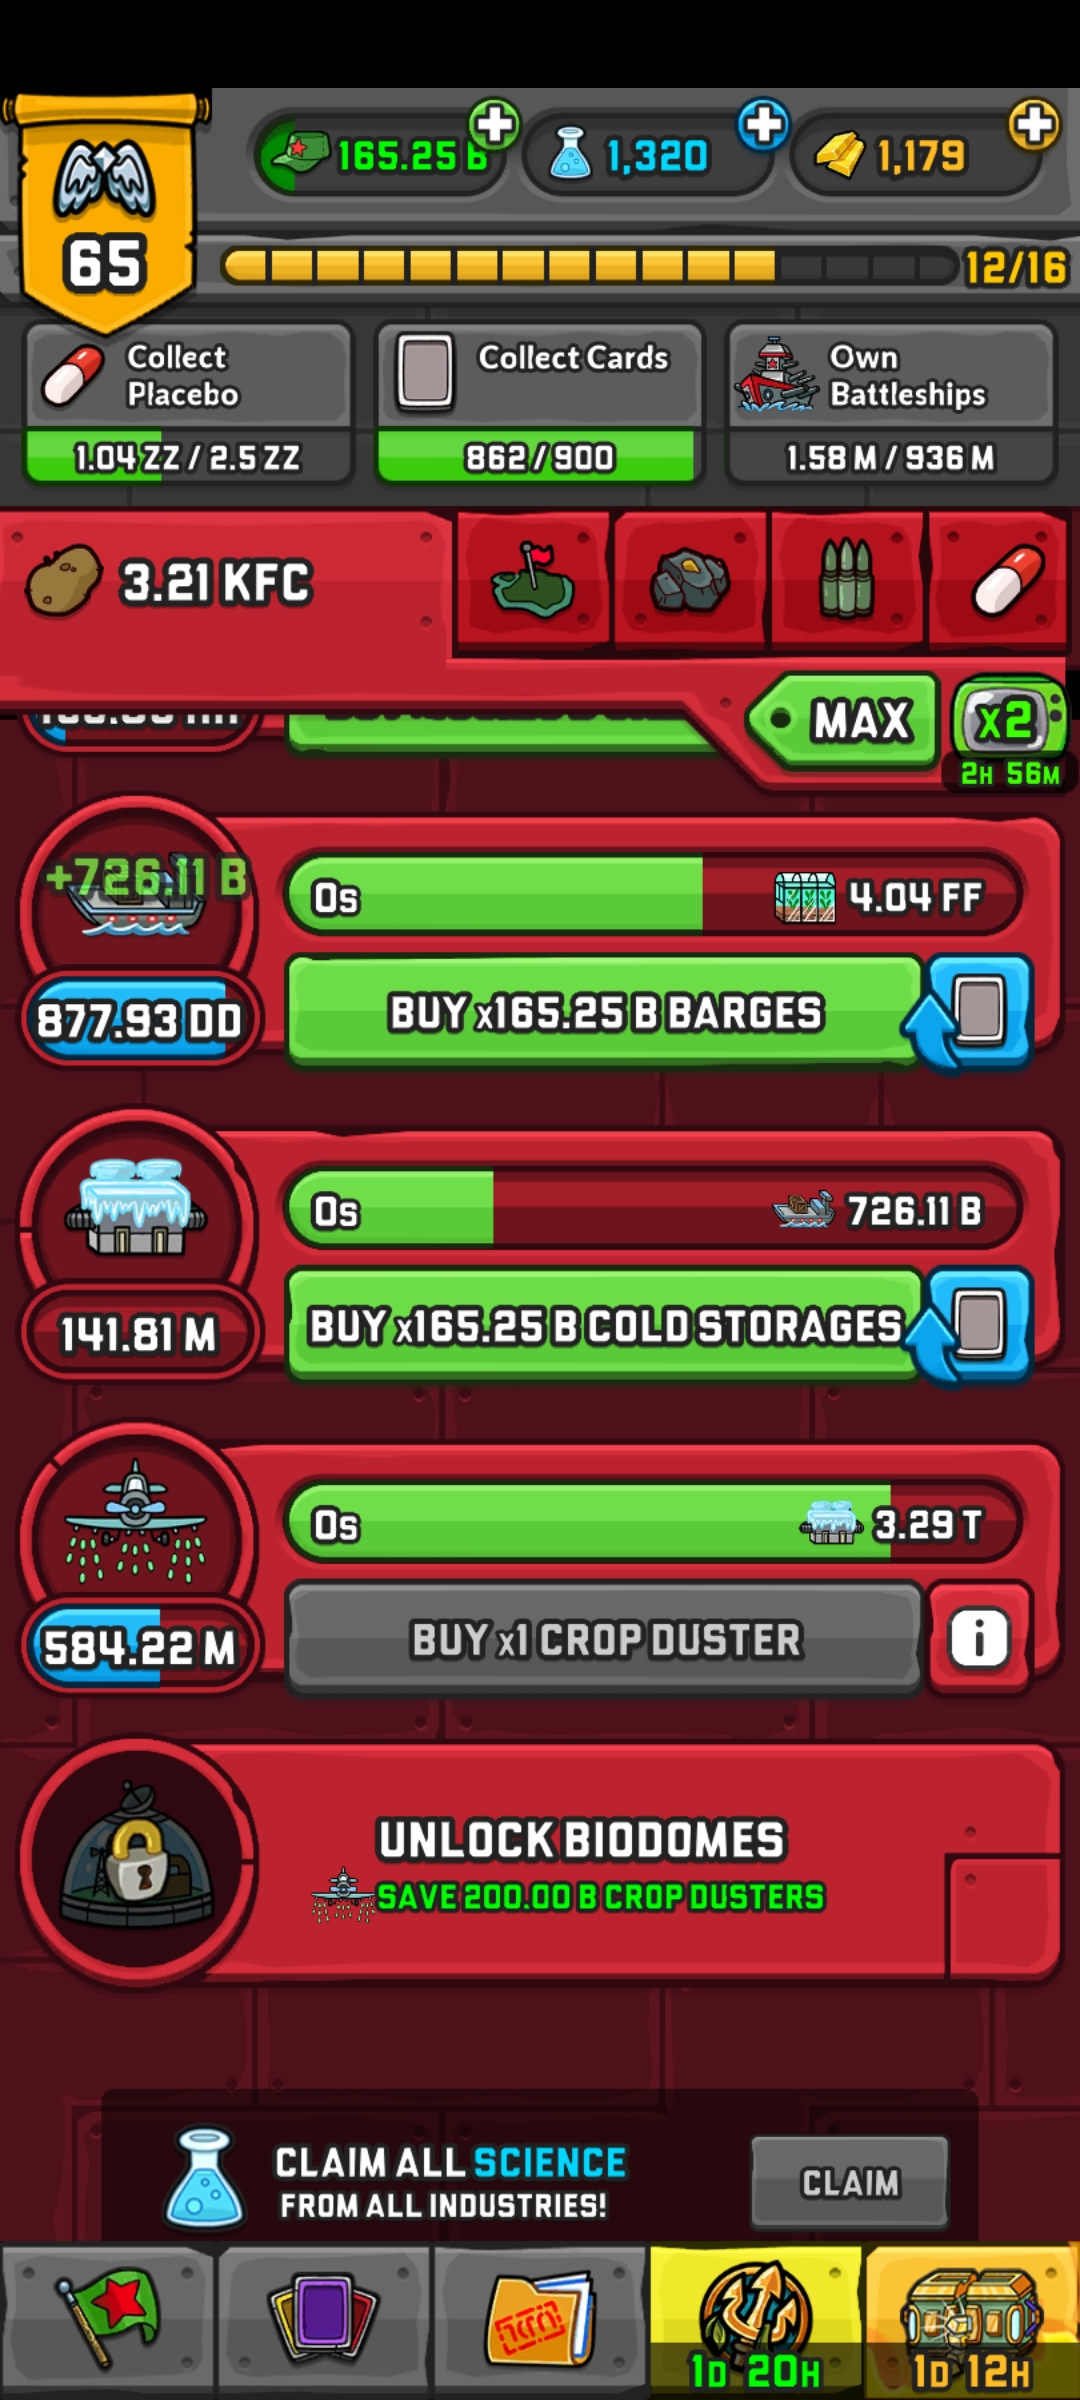 165.25 B
1,320
1,179
65
12/16
Collect
Placebo
1.04 ZZ / 2.5 ZZ
Collect Cards
862/900
Own
Battleships
1.58 M / 936 M
3.21 KFC
MAX
x2
2H 56M
+726.11 B
0s
4.04 FF
877.93 DD
BUY x165.25 B BARGES
0s
726.11 B
141.81 M
BUY x165.25 B COLD STORAGES
0s
3.29 T
584.22 M
BUY x1 CROP DUSTER
i
UNLOCK BIODOMES
SAVE 200.00 B CROP DUSTERS
CLAIM ALL SCIENCE
FROM ALL INDUSTRIES!
CLAIM
1D 20H
1D 12H